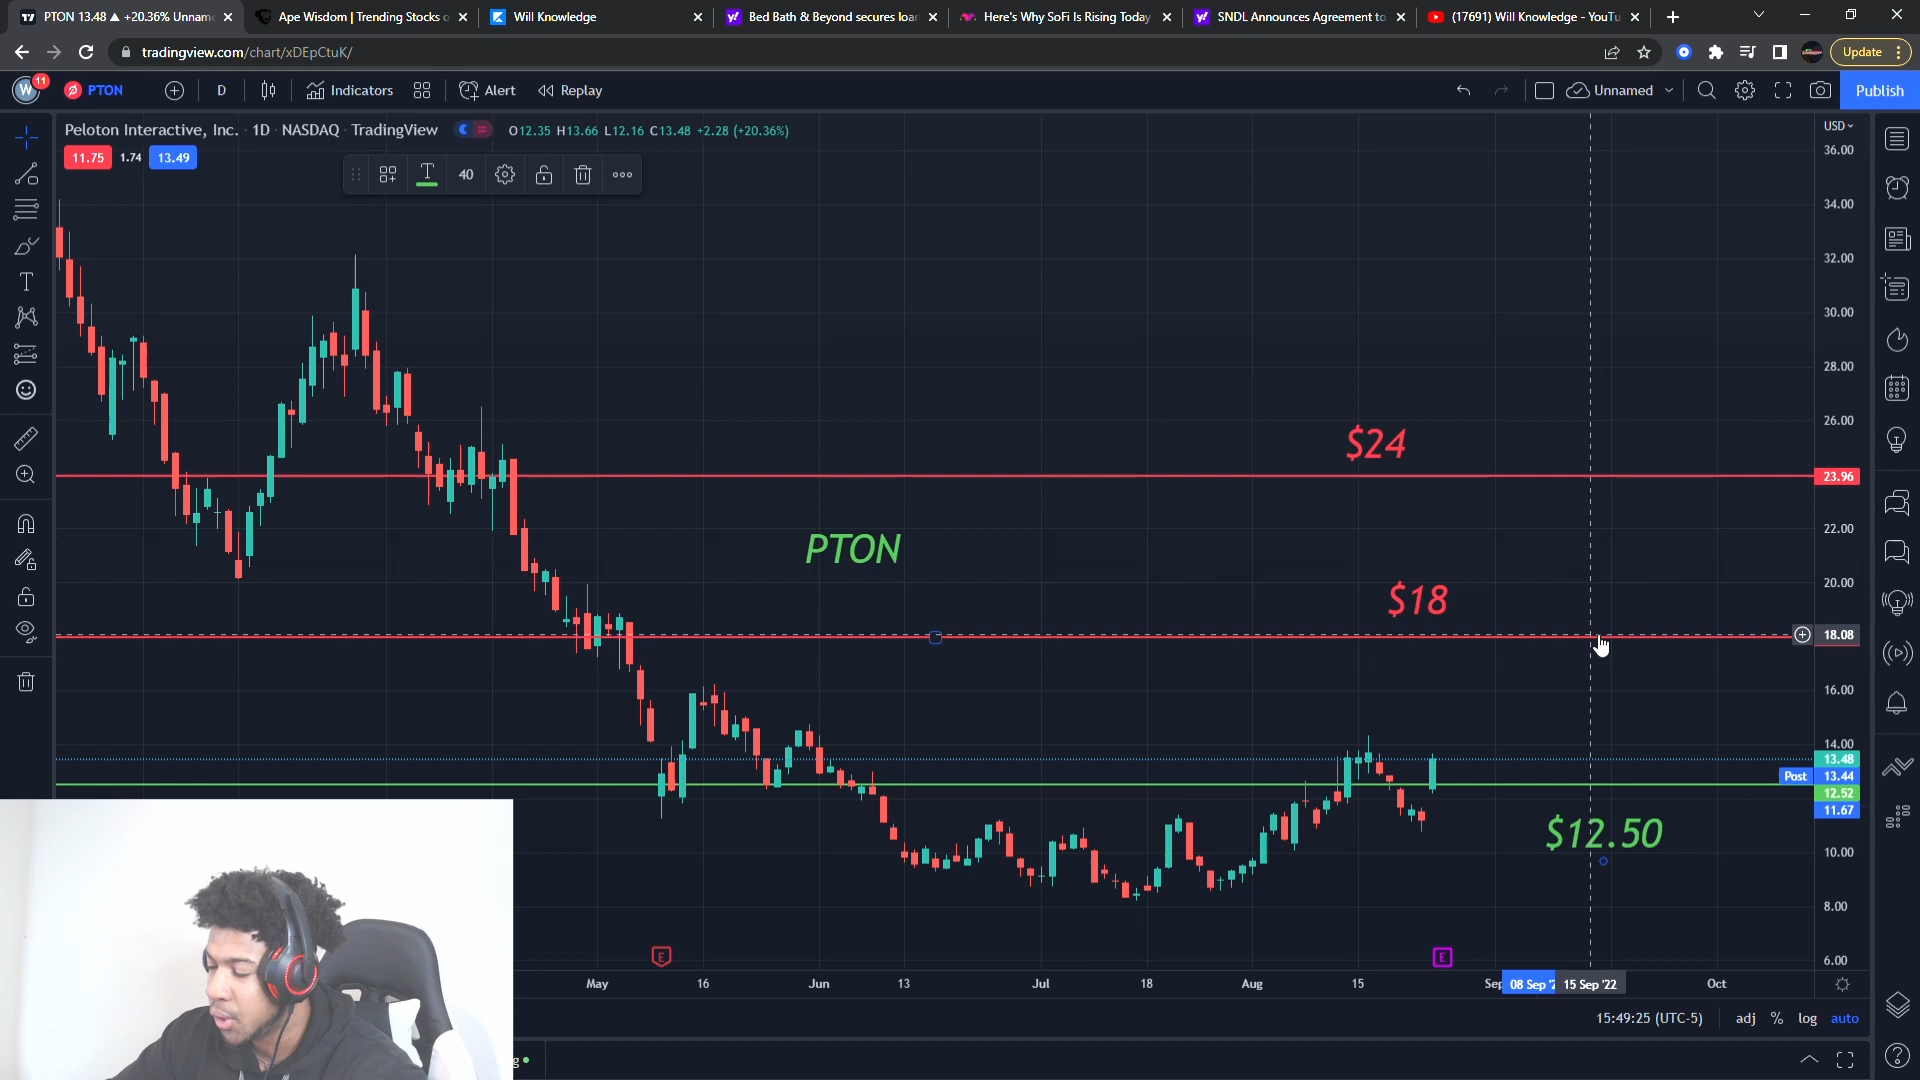 PTON 13.48 ▲ +20.36% Unnam
Ape Wisdom | Trending Stocks o
Will Knowledge
Bed Bath & Beyond secures loan
Here's Why SoFi Is Rising Today
SNDL Announces Agreement to
(17691) Will Knowledge - YouTu
tradingview.com/chart/xDEpCtuK/
Update
W
11
PTON
D
Indicators
Alert
Replay
Unnamed
Publish
Peloton Interactive, Inc. · 1D · NASDAQ · TradingView
O12.35 H13.66 L12.16 C13.48 +2.28 (+20.36%)
11.75
1.74
13.49
40
USD
36.00
34.00
32.00
30.00
28.00
26.00
$24
23.96
22.00
PTON
20.00
$18
18.08
16.00
14.00
13.48
Post 13.44
12.52
11.67
$12.50
10.00
8.00
6.00
E
E
May
16
Jun
13
Jul
18
Aug
15
Sep
08 Sep '2
15 Sep '22
Oct
15:49:25 (UTC-5)
adj
%
log
auto
g